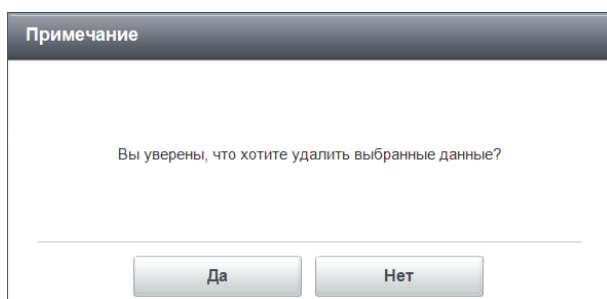 Примечание
Вы уверены, что хотите удалить выбранные данные?
Да
Нет